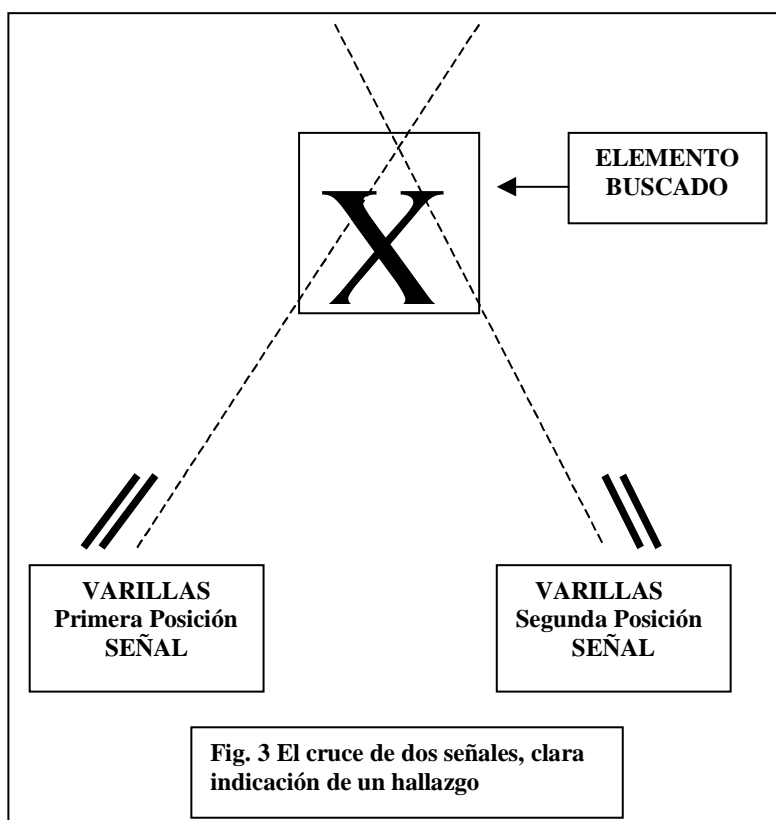 X
ELEMENTO
BUSCADO
VARILLAS
Primera Posición
SEÑAL
VARILLAS
Segunda Posición
SEÑAL
Fig. 3 El cruce de dos señales, clara
indicación de un hallazgo